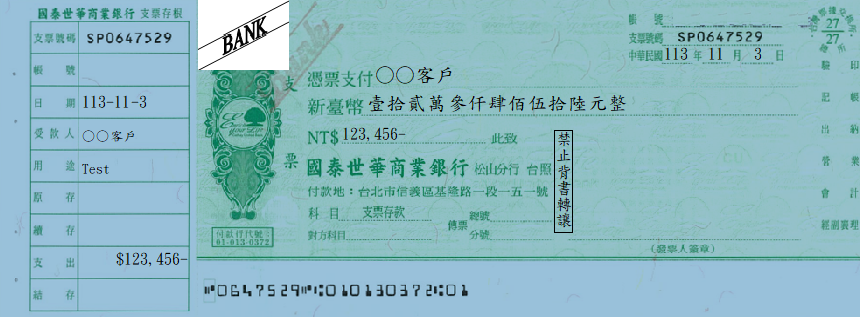 國泰世華商業銀行 支票存根
支票號碼 SP0647529
帳 號
日 期 113-11-3
受款人 〇〇客戶
用 途 Test
原 存
續 存
支 出 $123,456-
結 存
BANK
支票
帳 號
支票號碼 SP0647529
中華民國 113 年 11 月 3 日
27
27
憑票支付〇〇客戶
新臺幣 壹拾貳萬參仟肆佰伍拾陸元整
NT$ 123,456- 此致
國泰世華商業銀行 松山分行 台照
付款地：台北市信義區基隆路一段一五一號
科 目 支票存款
對方科目
傳票 總號
分號
付款行代號
01-013-0372
禁止背書轉讓
(發票人簽章)
驗 印
記 帳
出 納
營 業
會 計
經副襄理
⑈0647529⑈⑆010130372⑆01